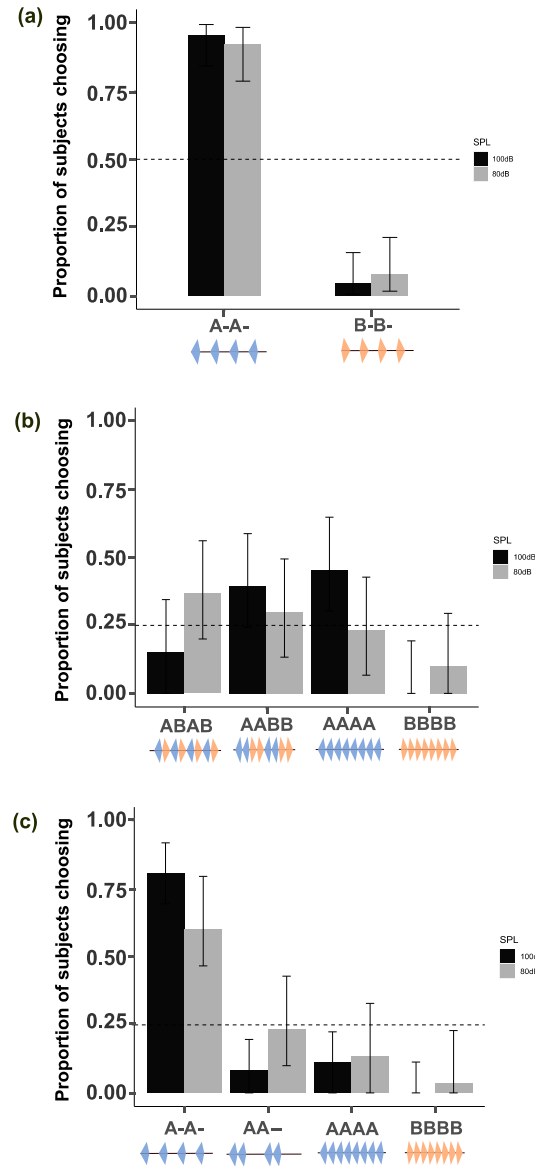 (a)
Proportion of subjects choosing
1.00
0.75
0.50
0.25
0.00
A-A-
B-B-
SPL
100dB
80dB
(b)
Proportion of subjects choosing
1.00
0.75
0.50
0.25
0.00
ABAB
AABB
AAAA
BBBB
SPL
100dB
80dB
(c)
Proportion of subjects choosing
1.00
0.75
0.50
0.25
0.00
A-A-
AA--
AAAA
BBBB
SPL
100d
80dB